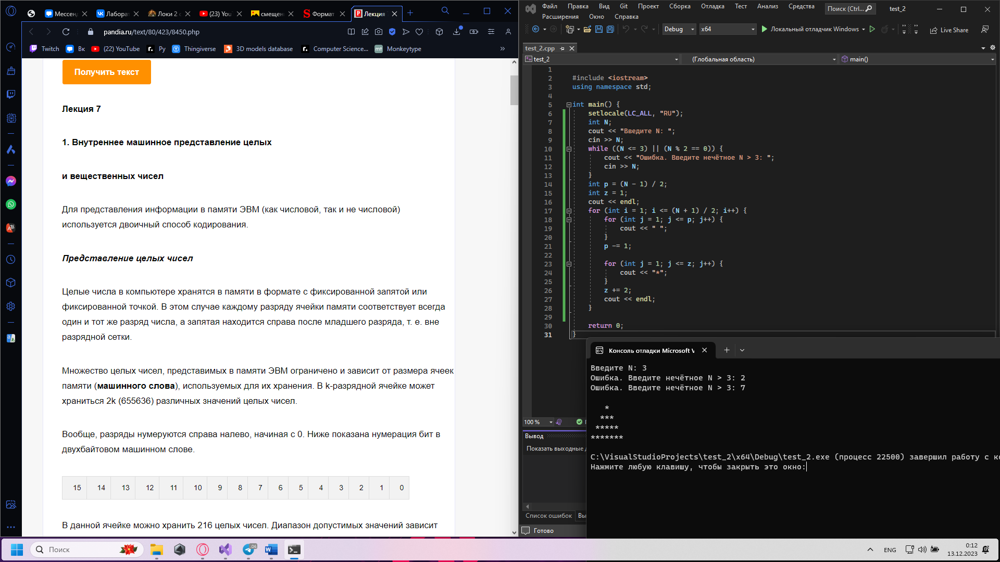 Мессенд
Лаборат
Локи 2 с
(23) YouT
смещен
Формат
Лекция
pandia.ru/text/80/423/8450.php
Twitch
Вк
(22) YouTube
Py
Thingiverse
3D models database
Computer Science...
mt Monkeytype
Получить текст
Лекция 7
1. Внутреннее машинное представление целых
и вещественных чисел
Для представления информации в памяти ЭВМ (как числовой, так и не числовой)
используется двоичный способ кодирования.
Представление целых чисел
Целые числа в компьютере хранятся в памяти в формате с фиксированной запятой или
фиксированной точкой. В этом случае каждому разряду ячейки памяти соответствует всегда
один и тот же разряд числа, а запятая находится справа после младшего разряда, т. е. вне
разрядной сетки.
Множество целых чисел, представимых в памяти ЭВМ ограничено и зависит от размера ячеек
памяти (машинного слова), используемых для их хранения. В k-разрядной ячейке может
храниться 2k (655636) различных значений целых чисел.
Вообще, разряды нумеруются справа налево, начиная с 0. Ниже показана нумерация бит в
двухбайтовом машинном слове.
15 14 13 12 11 10 9 8 7 6 5 4 3 2 1 0
В данной ячейке можно хранить 216 целых чисел. Диапазон допустимых значений зависит
Файл Правка Вид Git Проект Сборка Отладка Тест Анализ Средства
Поиск (Ctrl...
test_2
Расширения Окно Справка
Debug
x64
Локальный отладчик Windows
Live Share
test_2.cpp
test_2
(Глобальная область)
main()
1
2 #include <iostream>
3 using namespace std;
4
5 int main() {
6 setlocale(LC_ALL, "RU");
7 int N;
8 cout << "Введите N: ";
9 cin >> N;
10 while ((N <= 3) || (N % 2 == 0)) {
11 cout << "Ошибка. Введите нечётное N > 3: ";
12 cin >> N;
13 }
14 int p = (N - 1) / 2;
15 int z = 1;
16 cout << endl;
17 for (int i = 1; i <= (N + 1) / 2; i++) {
18 for (int j = 1; j <= p; j++) {
19 cout << " ";
20 }
21 p -= 1;
22
23 for (int j = 1; j <= z; j++) {
24 cout << "*";
25 }
26 z += 2;
27 cout << endl;
28 }
29
30 return 0;
31 }
100 %
Вывод
Показать выходные д
Список ошибок
Вы
Готово
Консоль отладки Microsoft V
Введите N: 3
Ошибка. Введите нечётное N > 3: 2
Ошибка. Введите нечётное N > 3: 7
*
***
*****
*******
C:\VisualStudioProjects\test_2\x64\Debug\test_2.exe (процесс 22500) завершил работу с ко
Нажмите любую клавишу, чтобы закрыть это окно:
Поиск
.06
ENG
0:12
13.12.2023